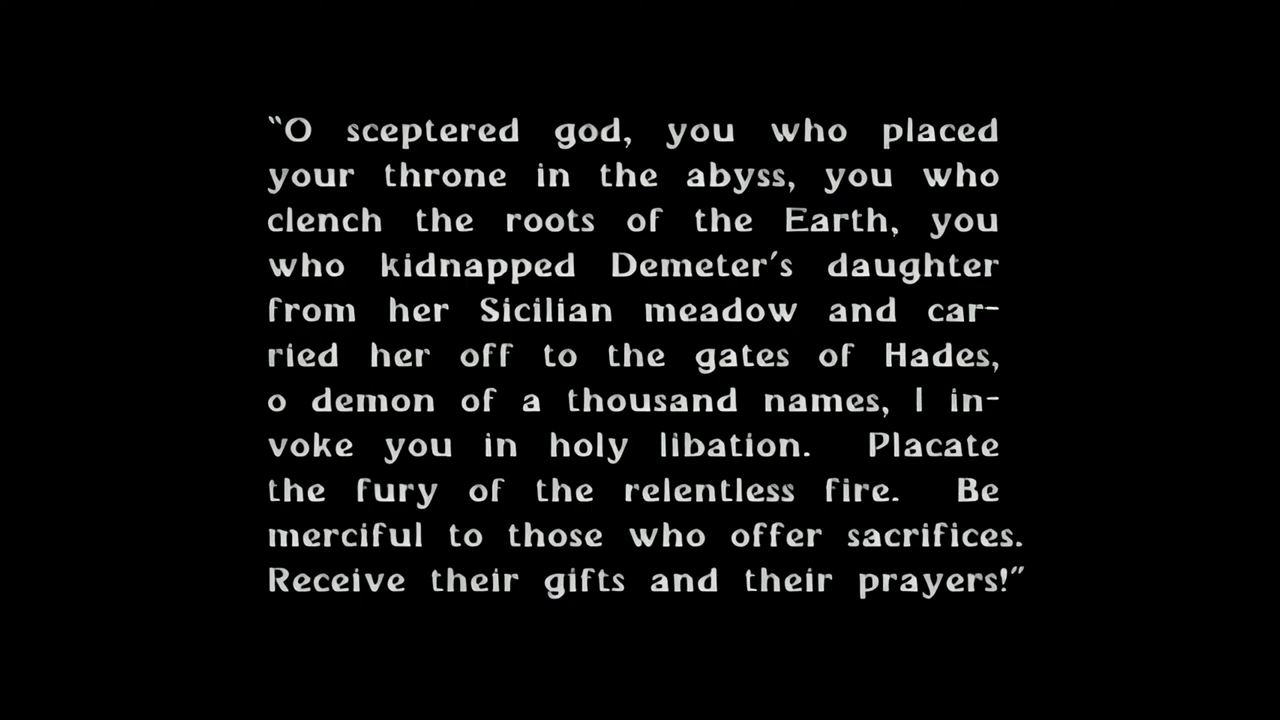 “O sceptered god, you who placed
your throne in the abyss, you who
clench the roots of the Earth, you
who kidnapped Demeter’s daughter
from her Sicilian meadow and car-
ried her off to the gates of Hades,
o demon of a thousand names, I in-
voke you in holy libation. Placate
the fury of the relentless fire. Be
merciful to those who offer sacrifices.
Receive their gifts and their prayers!”